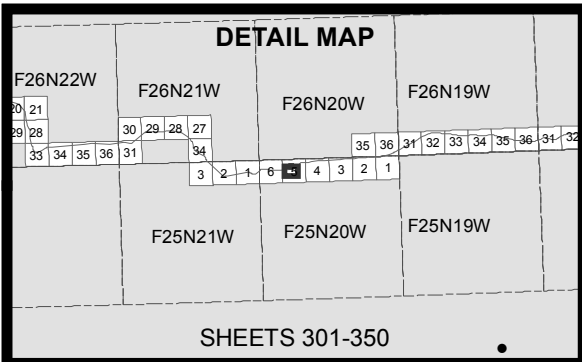 DETAIL MAP
F26N22W
F26N21W
F26N20W
F26N19W
20 21
29 28
30 29 28 27
33 34 35 36 31
34
35 36 31 32 33 34 35 36 31 32
3 2 1 6 5 4 3 2 1
F25N21W
F25N20W
F25N19W
SHEETS 301-350